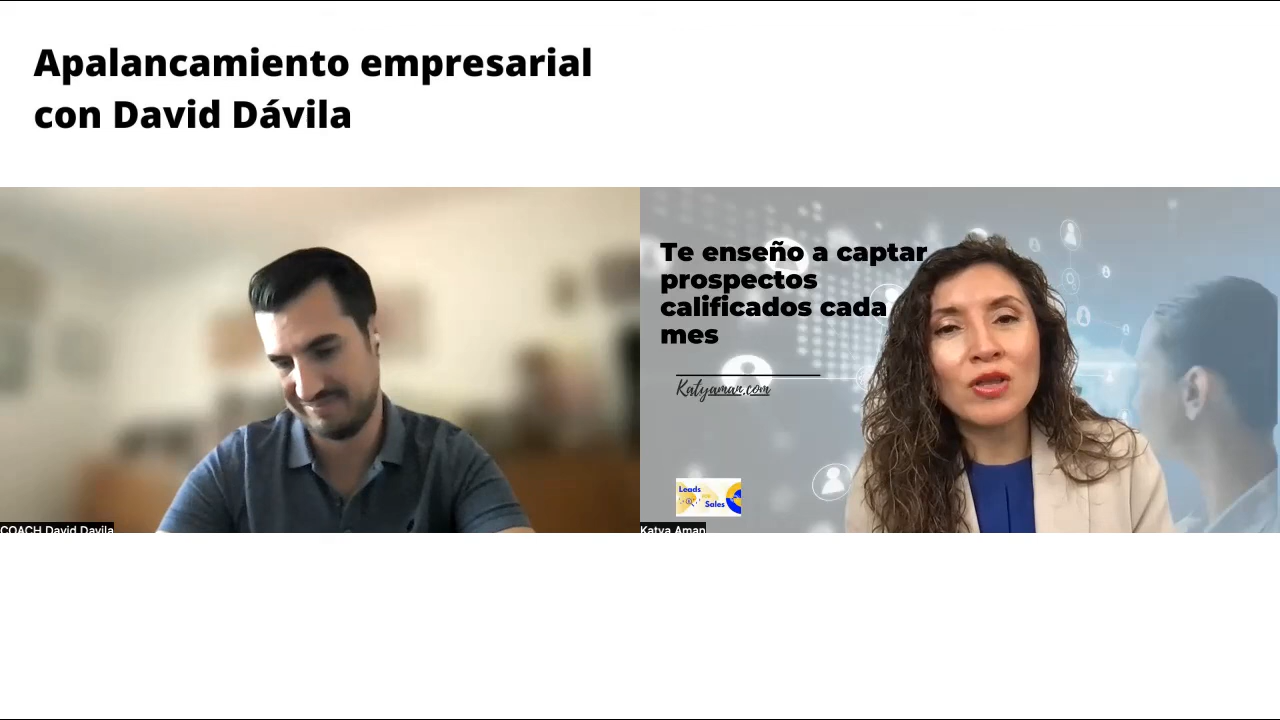 Apalancamiento empresarial
con David Dávila
Te enseño a captar
prospectos
calificados cada
mes
Katyaman.com
Leads
Sales
COACH David Davila
Katya Aman